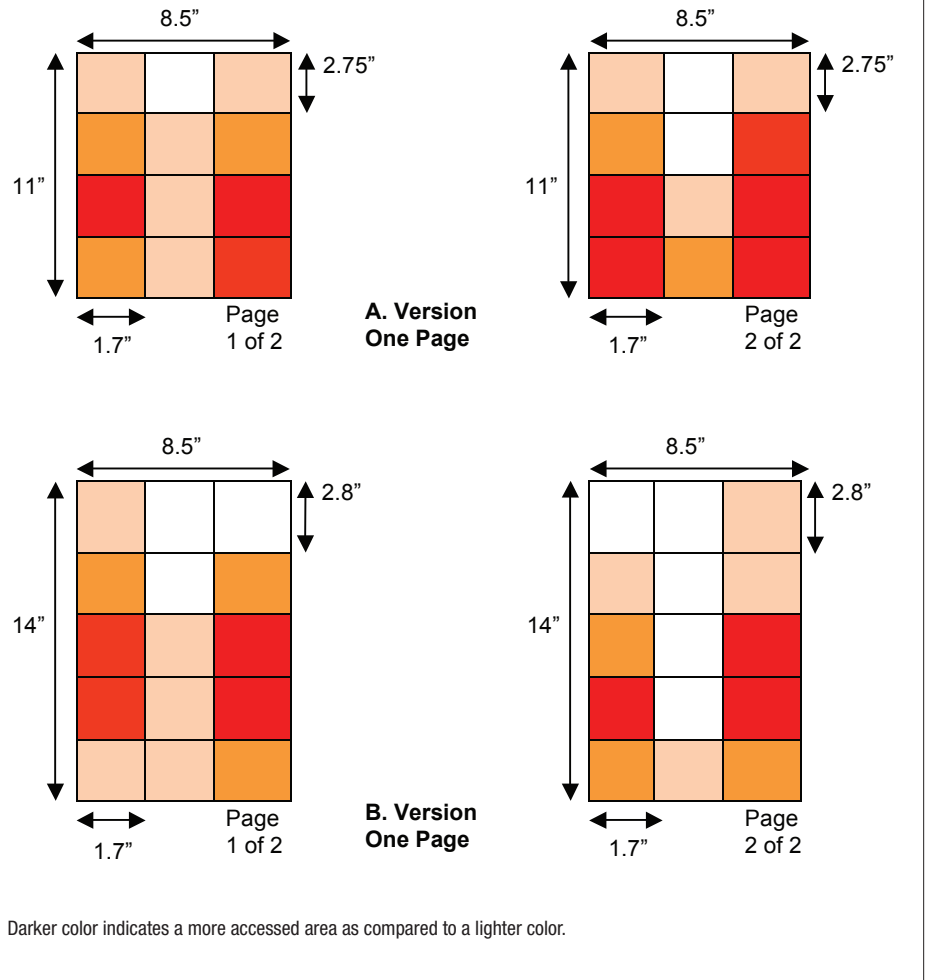 8.5”
2.75”
11”
1.7”
Page
1 of 2
8.5”
2.75”
11”
1.7”
Page
2 of 2
A. Version
One Page
8.5”
2.8”
14”
1.7”
Page
1 of 2
8.5”
2.8”
14”
1.7”
Page
2 of 2
B. Version
One Page
Darker color indicates a more accessed area as compared to a lighter color.